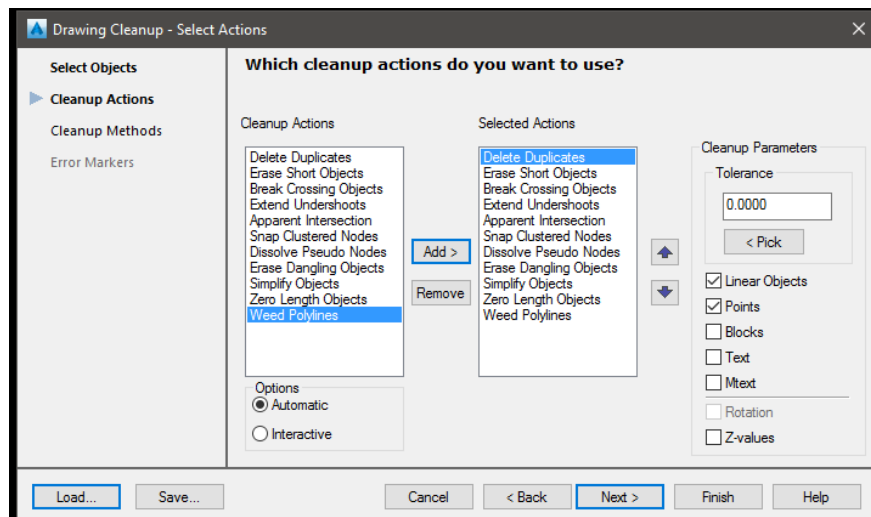 Drawing Cleanup - Select Actions
Select Objects
Cleanup Actions
Cleanup Methods
Error Markers
Which cleanup actions do you want to use?
Cleanup Actions
Delete Duplicates
Erase Short Objects
Break Crossing Objects
Extend Undershoots
Apparent Intersection
Snap Clustered Nodes
Dissolve Pseudo Nodes
Erase Dangling Objects
Simplify Objects
Zero Length Objects
Weed Polylines
Options
Automatic
Interactive
Add >
Remove
Selected Actions
Delete Duplicates
Erase Short Objects
Break Crossing Objects
Extend Undershoots
Apparent Intersection
Snap Clustered Nodes
Dissolve Pseudo Nodes
Erase Dangling Objects
Simplify Objects
Zero Length Objects
Weed Polylines
Cleanup Parameters
Tolerance
0.0000
< Pick
Linear Objects
Points
Blocks
Text
Mtext
Rotation
Z-values
Load...
Save...
Cancel
< Back
Next >
Finish
Help